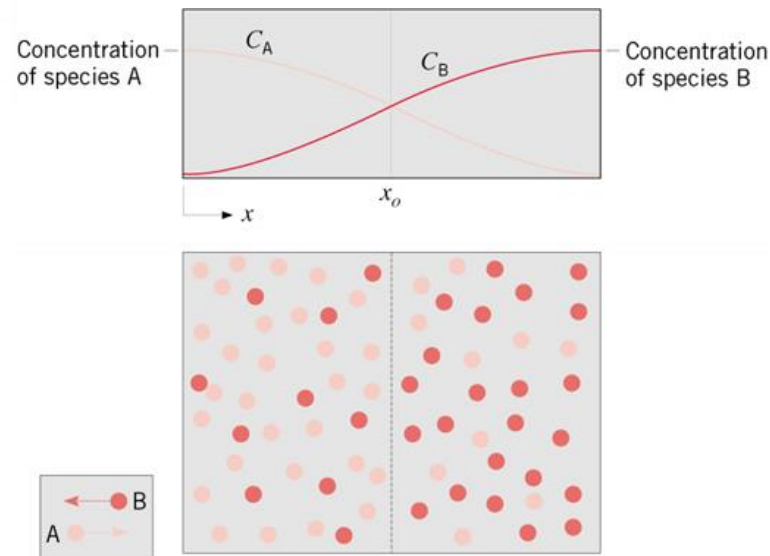 Concentration
of species A
C_A
C_B
Concentration
of species B
x_o
x
B
A